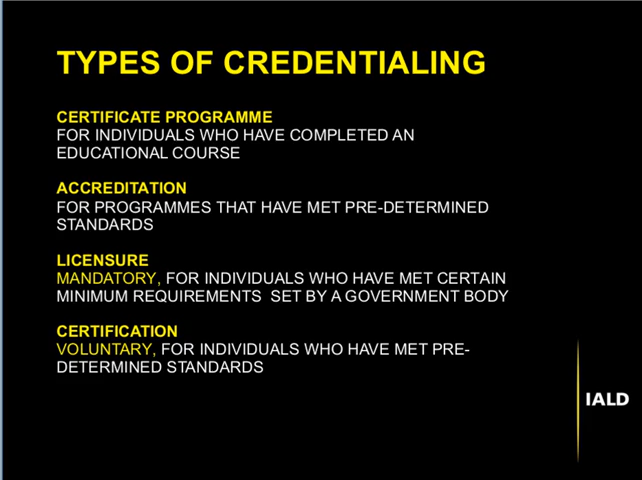 TYPES OF CREDENTIALING
CERTIFICATE PROGRAMME
FOR INDIVIDUALS WHO HAVE COMPLETED AN
EDUCATIONAL COURSE
ACCREDITATION
FOR PROGRAMMES THAT HAVE MET PRE-DETERMINED
STANDARDS
LICENSURE
MANDATORY, FOR INDIVIDUALS WHO HAVE MET CERTAIN
MINIMUM REQUIREMENTS  SET BY A GOVERNMENT BODY
CERTIFICATION
VOLUNTARY, FOR INDIVIDUALS WHO HAVE MET PRE-
DETERMINED STANDARDS
IALD